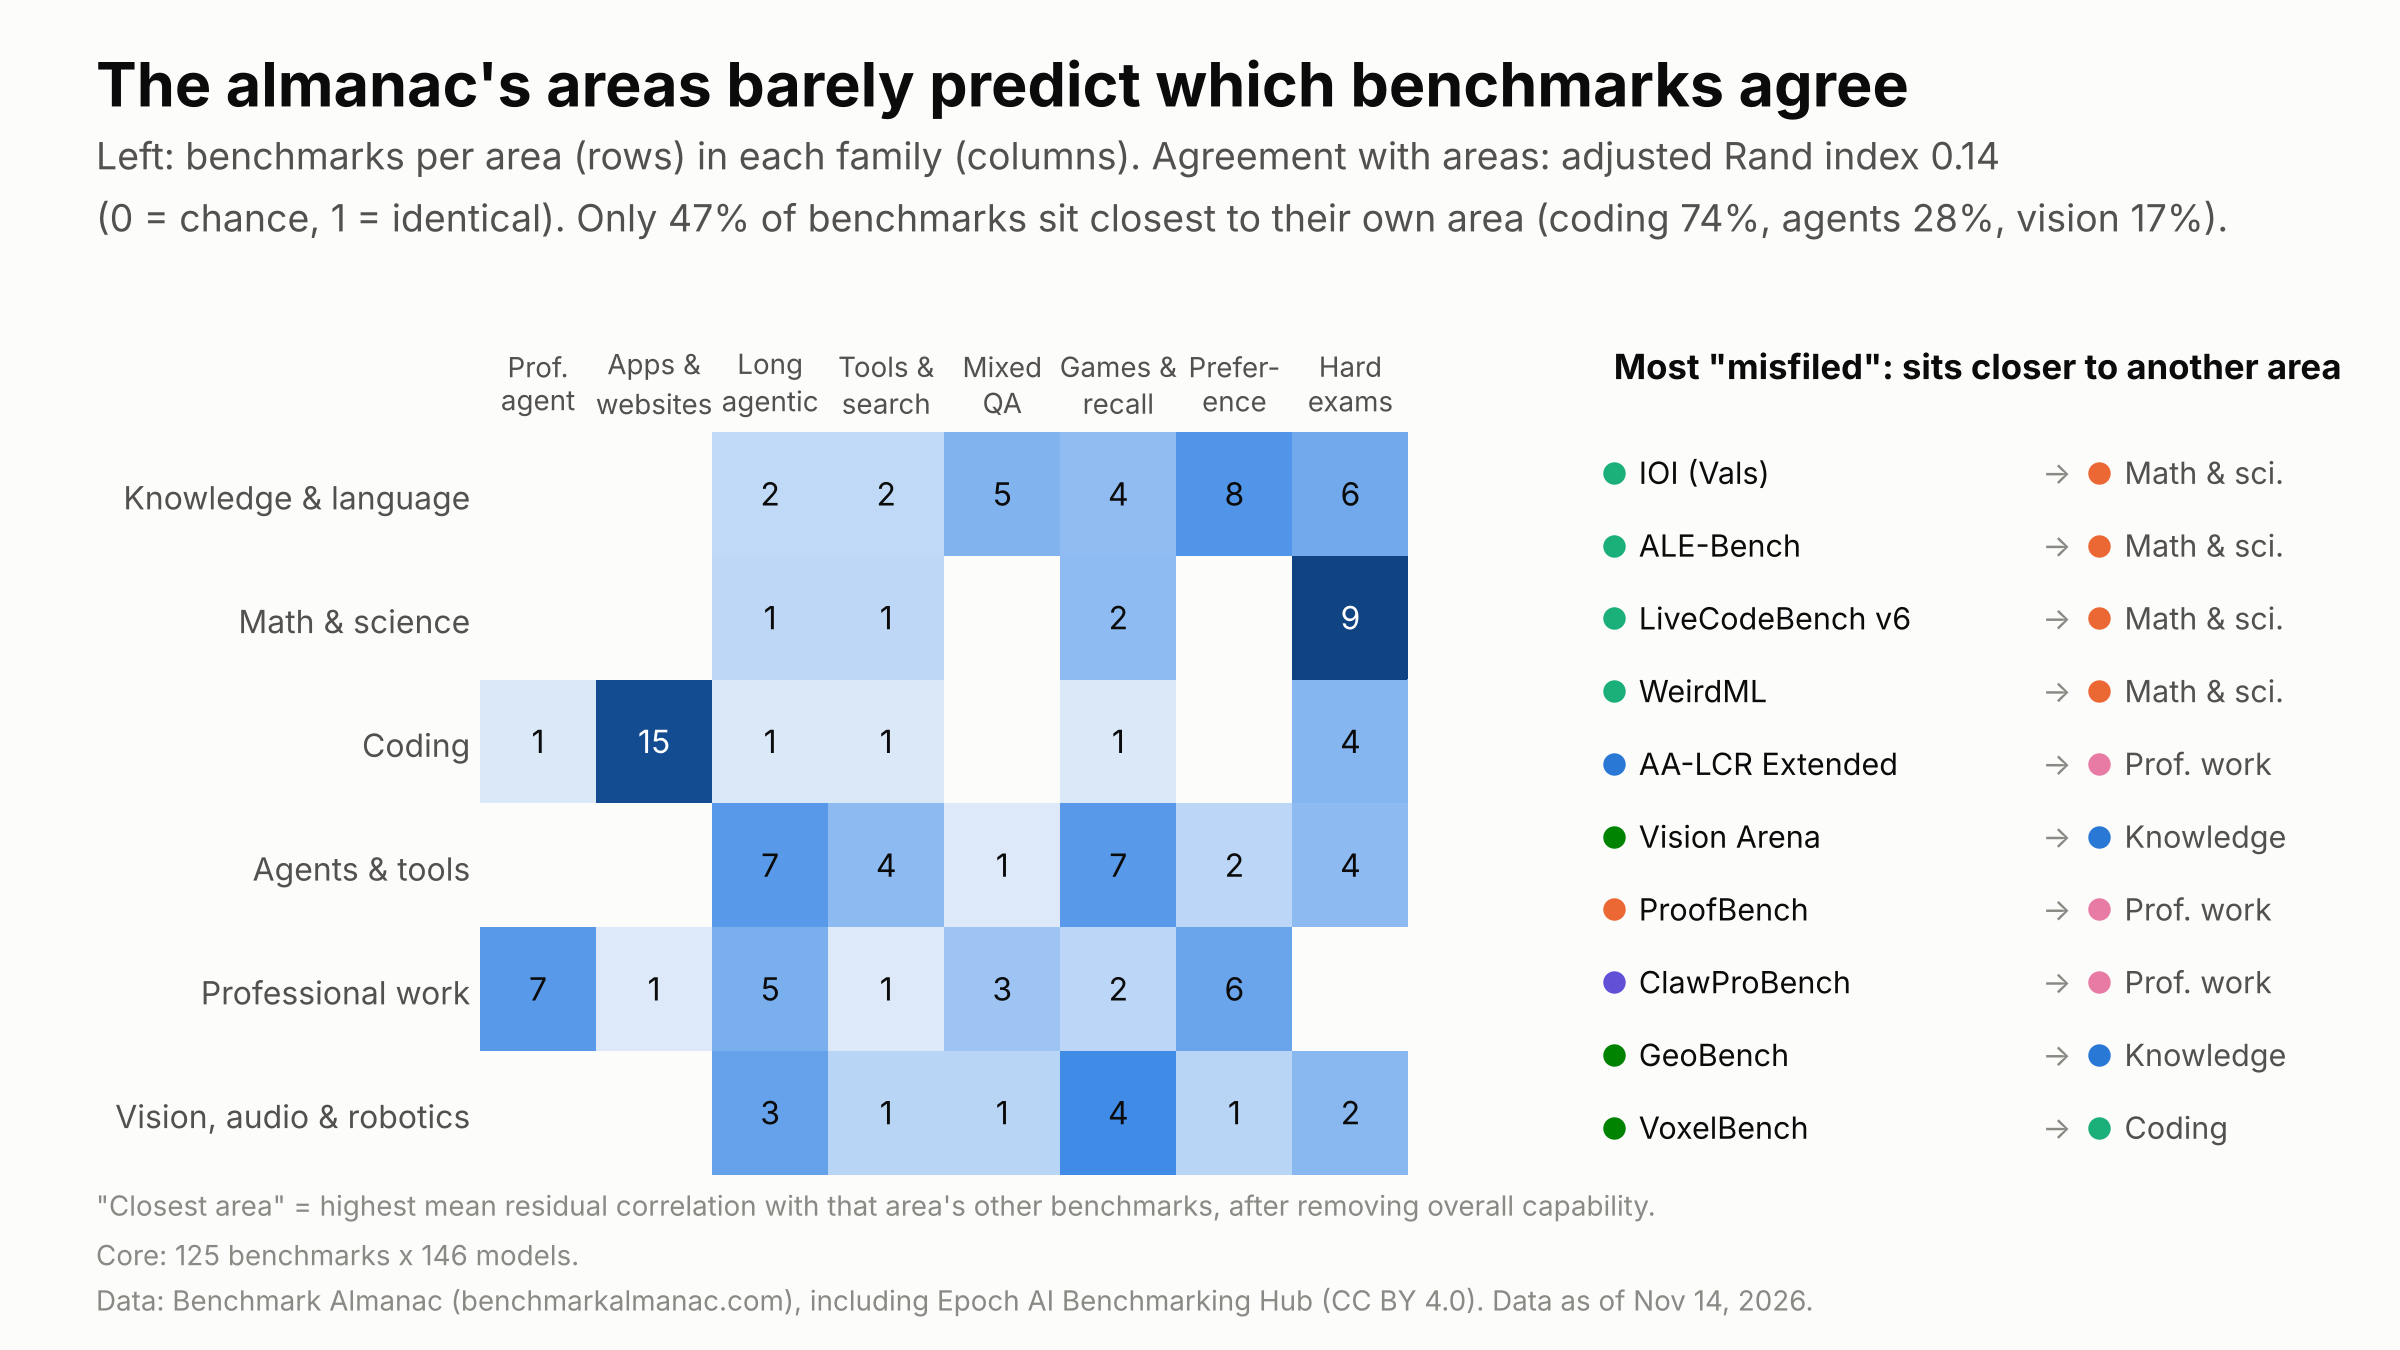 The almanac's areas barely predict which benchmarks agree
Left: benchmarks per area (rows) in each family (columns). Agreement with areas: adjusted Rand index 0.14
(0 = chance, 1 = identical). Only 47% of benchmarks sit closest to their own area (coding 74%, agents 28%, vision 17%).
Prof. agent
Apps & websites
Long agentic
Tools & search
Mixed QA
Games & recall
Prefer-ence
Hard exams
Knowledge & language 2 2 5 4 8 6
Math & science 1 1 2 9
Coding 1 15 1 1 1 4
Agents & tools 7 4 1 7 2 4
Professional work 7 1 5 1 3 2 6
Vision, audio & robotics 3 1 1 4 1 2
Most "misfiled": sits closer to another area
IOI (Vals) → Math & sci.
ALE-Bench → Math & sci.
LiveCodeBench v6 → Math & sci.
WeirdML → Math & sci.
AA-LCR Extended → Prof. work
Vision Arena → Knowledge
ProofBench → Prof. work
ClawProBench → Prof. work
GeoBench → Knowledge
VoxelBench → Coding
"Closest area" = highest mean residual correlation with that area's other benchmarks, after removing overall capability.
Core: 125 benchmarks x 146 models.
Data: Benchmark Almanac (benchmarkalmanac.com), including Epoch AI Benchmarking Hub (CC BY 4.0). Data as of Nov 14, 2026.